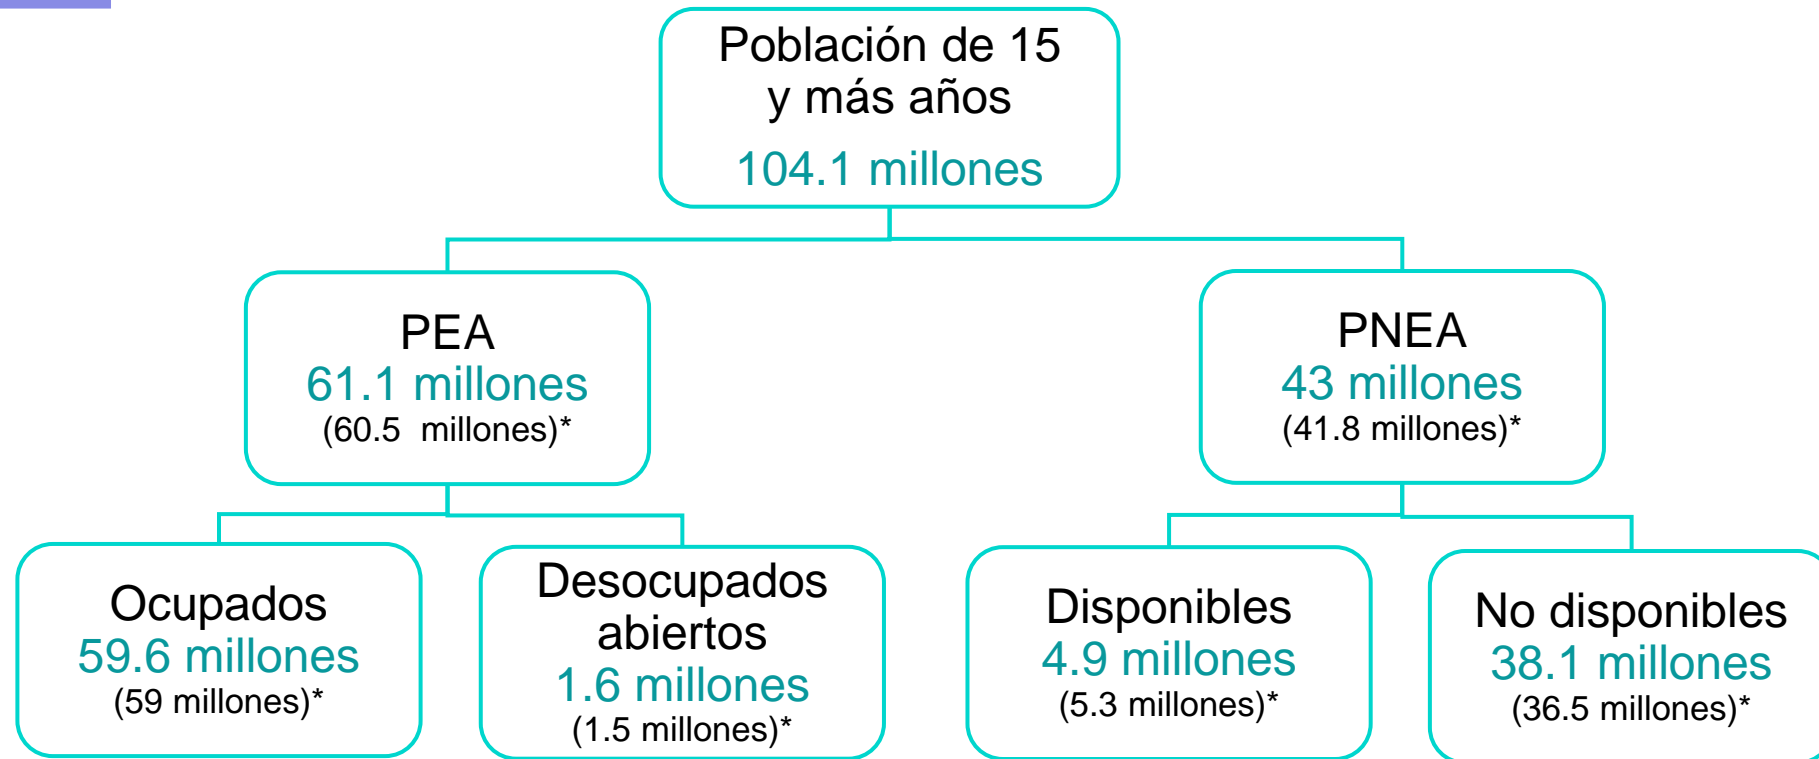 Población de 15
y más años
104.1 millones
PEA
61.1 millones
(60.5 millones)*
PNEA
43 millones
(41.8 millones)*
Ocupados
59.6 millones
(59 millones)*
Desocupados
abiertos
1.6 millones
(1.5 millones)*
Disponibles
4.9 millones
(5.3 millones)*
No disponibles
38.1 millones
(36.5 millones)*